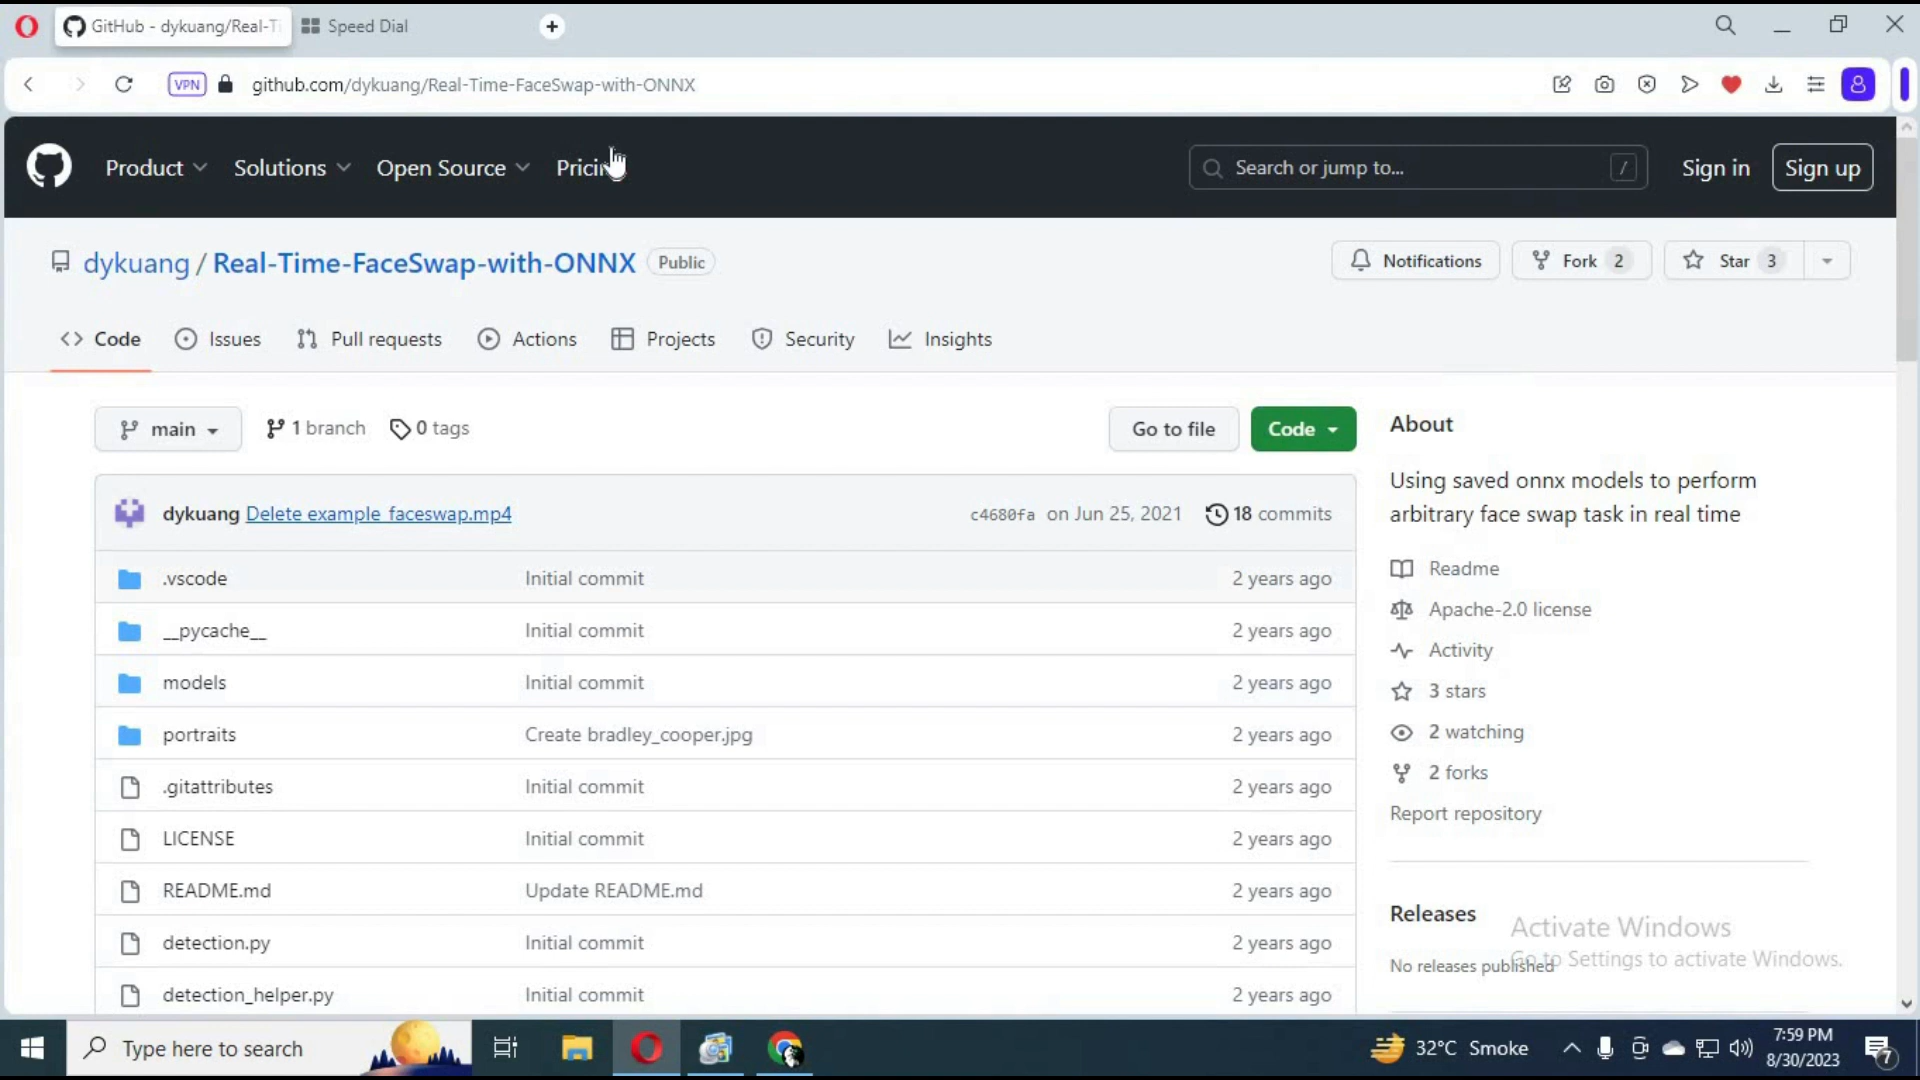 GitHub - dykuang/Real-Ti
Speed Dial
VPN
github.com/dykuang/Real-Time-FaceSwap-with-ONNX
Product
Solutions
Open Source
Search or jump to...
/
Sign in
Sign up
dykuang / Real-Time-FaceSwap-with-ONNX
Public
Notifications
Fork 2
Star 3
Code
Issues
Pull requests
Actions
Projects
Security
Insights
main
1 branch
0 tags
Go to file
Code
About
Using saved onnx models to perform
arbitrary face swap task in real time
dykuang Delete example_faceswap.mp4
c4680fa on Jun 25, 2021
18 commits
.vscode Initial commit 2 years ago
__pycache__ Initial commit 2 years ago
models Initial commit 2 years ago
portraits Create bradley_cooper.jpg 2 years ago
.gitattributes Initial commit 2 years ago
LICENSE Initial commit 2 years ago
README.md Update README.md 2 years ago
detection.py Initial commit 2 years ago
detection_helper.py Initial commit 2 years ago
Readme
Apache-2.0 license
Activity
3 stars
2 watching
2 forks
Report repository
Releases
No releases published
Activate Windows
Go to Settings to activate Windows.
Type here to search
32°C Smoke
7:59 PM
8/30/2023
7